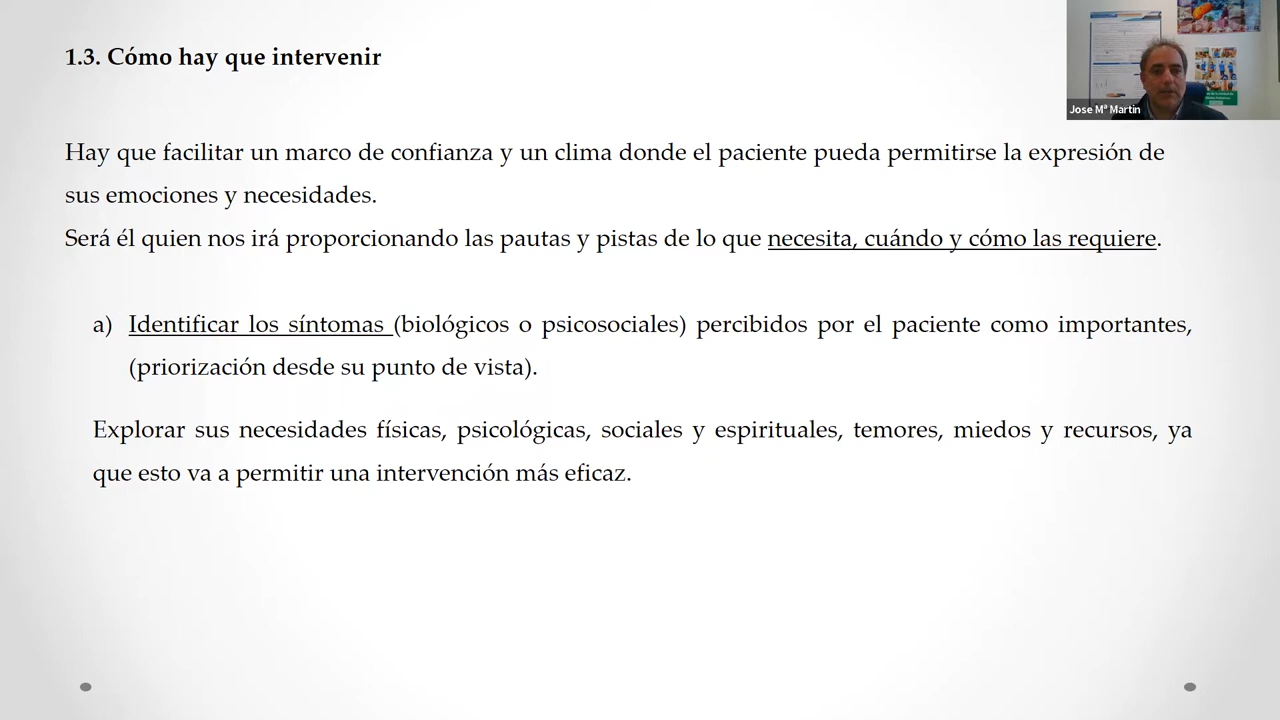 1.3. Cómo hay que intervenir
Jose Mª Martín
Hay que facilitar un marco de confianza y un clima donde el paciente pueda permitirse la expresión de
sus emociones y necesidades.
Será él quien nos irá proporcionando las pautas y pistas de lo que necesita, cuándo y cómo las requiere.
a) Identificar los síntomas (biológicos o psicosociales) percibidos por el paciente como importantes,
(priorización desde su punto de vista).
Explorar sus necesidades físicas, psicológicas, sociales y espirituales, temores, miedos y recursos, ya
que esto va a permitir una intervención más eficaz.